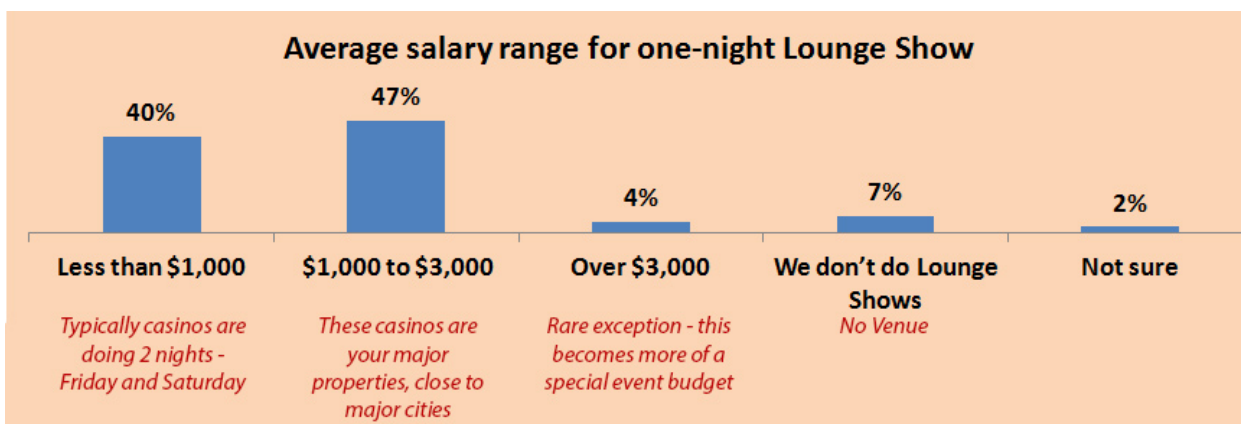 Average salary range for one-night Lounge Show
40%
47%
4%
7%
2%
Less than $1,000
$1,000 to $3,000
Over $3,000
We don't do Lounge
Shows
Not sure
Typically casinos are
doing 2 nights -
Friday and Saturday
These casinos are
your major
properties, close to
major cities
Rare exception - this
becomes more of a
special event budget
No Venue